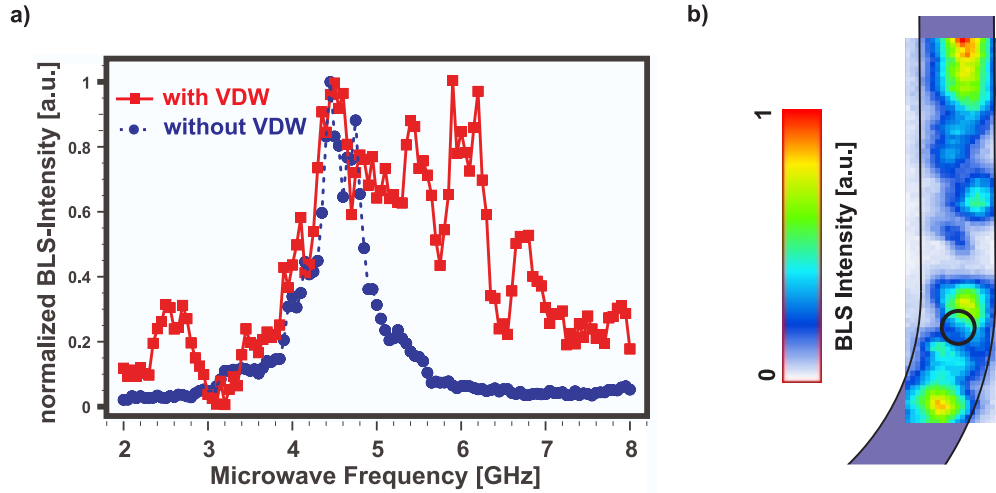 a)
b)
normalized BLS-Intensity [a.u.]
with VDW
without VDW
1
0.8
0.6
0.4
0.2
0
2 3 4 5 6 7 8
Microwave Frequency [GHz]
1
0
BLS Intensity [a.u.]